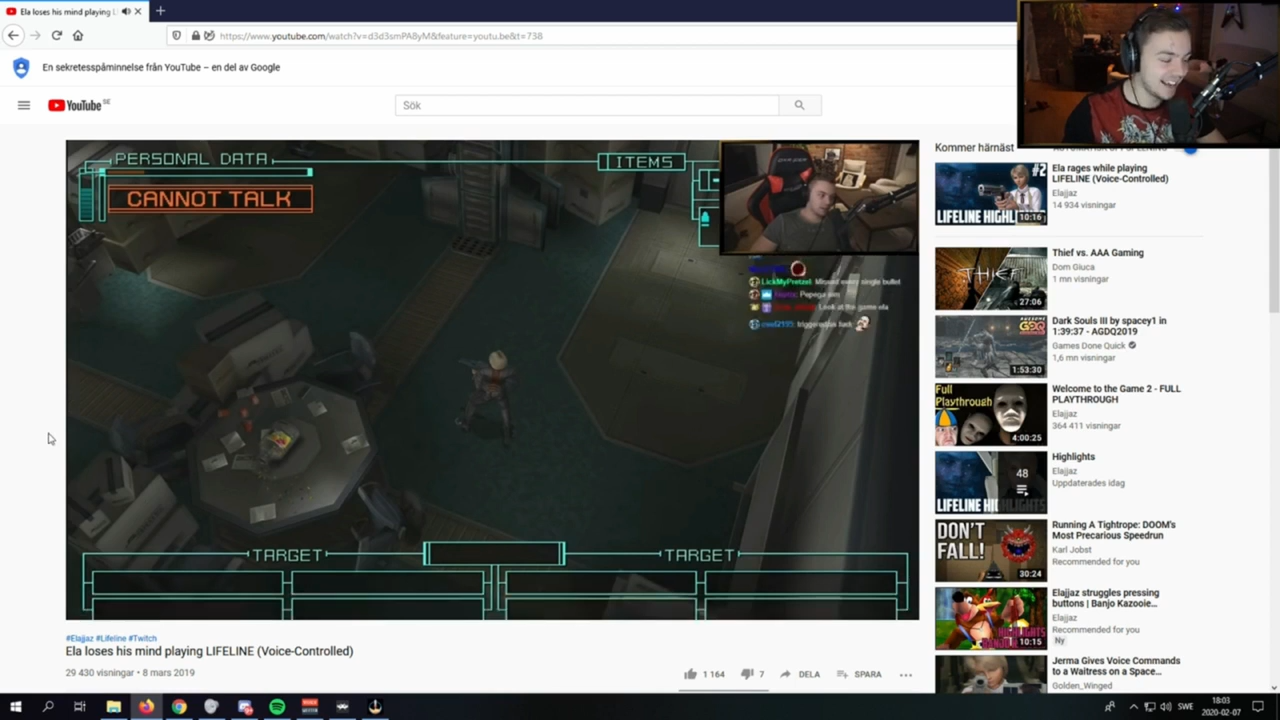 Ela loses his mind playing L
https://www.youtube.com/watch?v=d3d3smPAByM&feature=youtu.be&t=738
En sekretesspåminnelse från YouTube – en del av Google
YouTube SE
Sök
PERSONAL DATA
CANNOT TALK
ITEMS
LickMyPretzel: Missed every single bullet
Look at the game ela
TARGET
TARGET
#Elajjaz #Lifeline #Twitch
Ela loses his mind playing LIFELINE (Voice-Controlled)
29 430 visningar • 8 mars 2019
1 164
7
DELA
SPARA
Kommer härnäst
#2
LIFELINE HIGHL
10:16
Ela rages while playing
LIFELINE (Voice-Controlled)
Elajjaz
14 934 visningar
THIEF
27:06
Thief vs. AAA Gaming
Dom Giuca
1 mn visningar
GDQ
1:53:30
Dark Souls III by spacey1 in
1:39:37 - AGDQ2019
Games Done Quick
1,6 mn visningar
Full
Playthrough
4:00:25
Welcome to the Game 2 - FULL
PLAYTHROUGH
Elajjaz
364 411 visningar
48
LIFELINE HI
Highlights
Elajjaz
Uppdaterades idag
DON'T
FALL!
30:24
Running A Tightrope: DOOM's
Most Precarious Speedrun
Karl Jobst
Recommended for you
10:15
Elajjaz struggles pressing
buttons | Banjo Kazooie...
Elajjaz
Recommended for you
Ny
Jerma Gives Voice Commands
to a Waitress on a Space...
Golden_Winged
SWE
18:03
2020-02-07